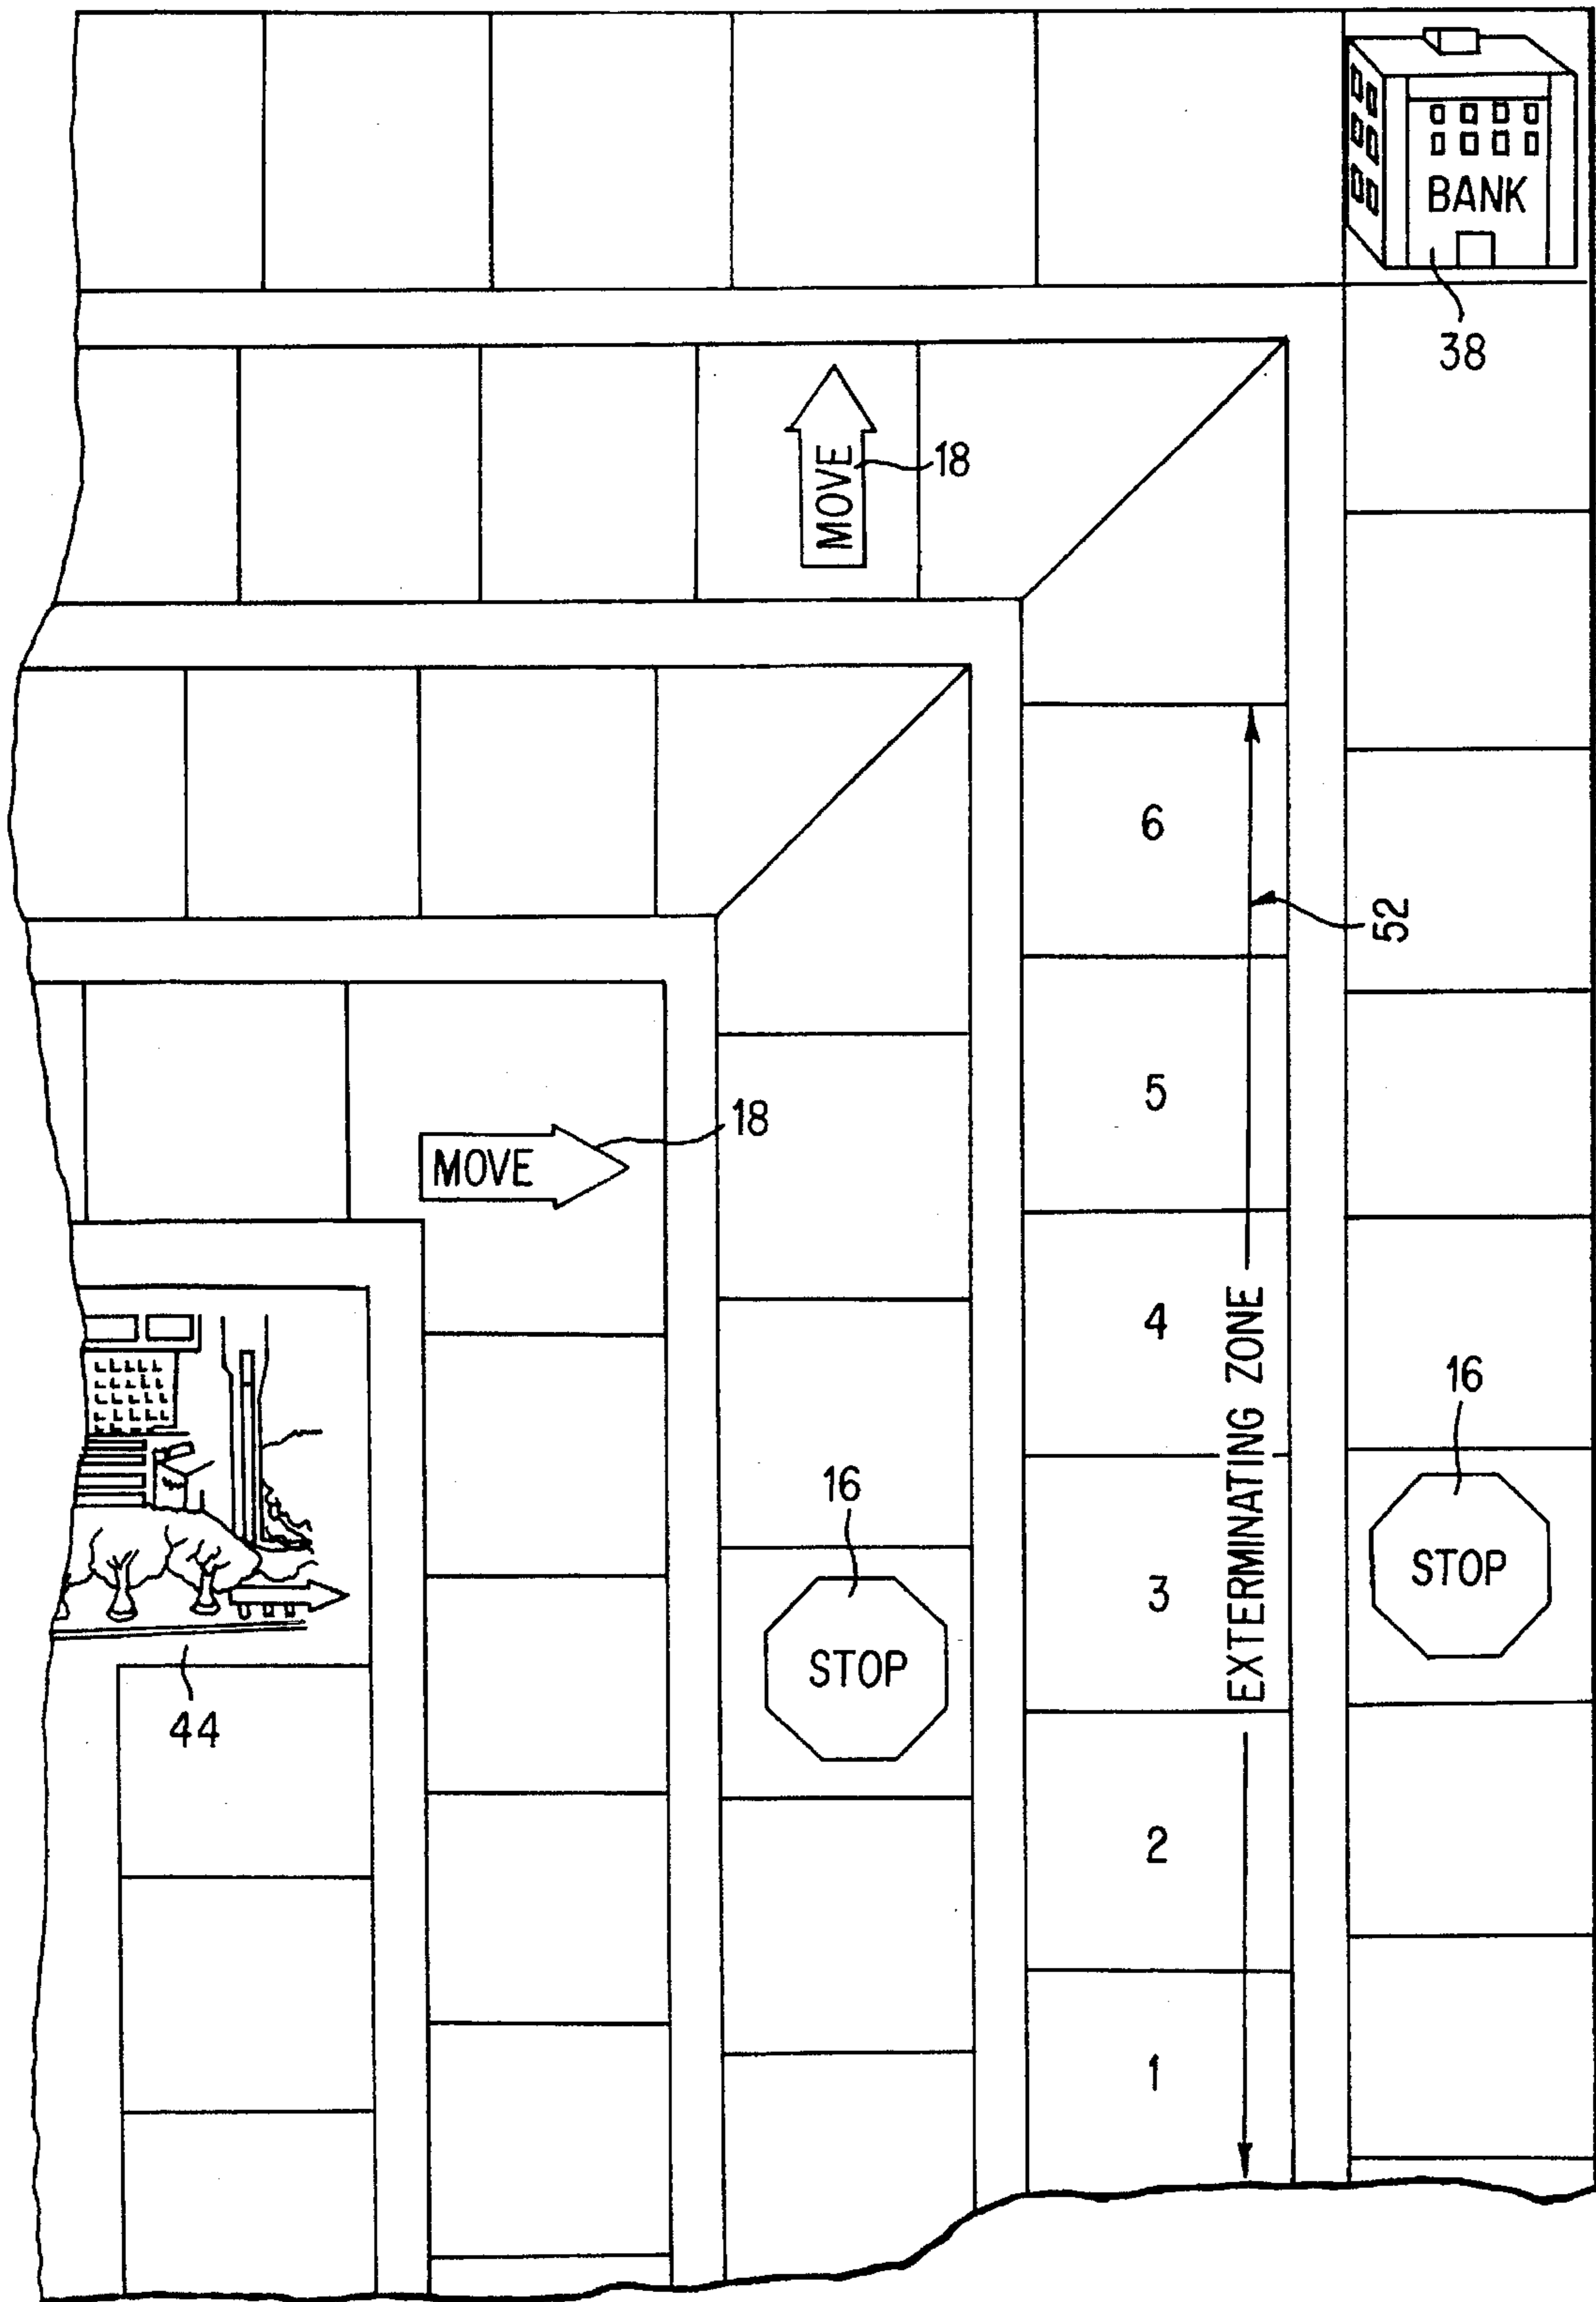 BANK
38
MOVE
18
6
52
5
MOVE
18
4
EXTERMINATING ZONE
16
16
3
STOP
STOP
44
2
1